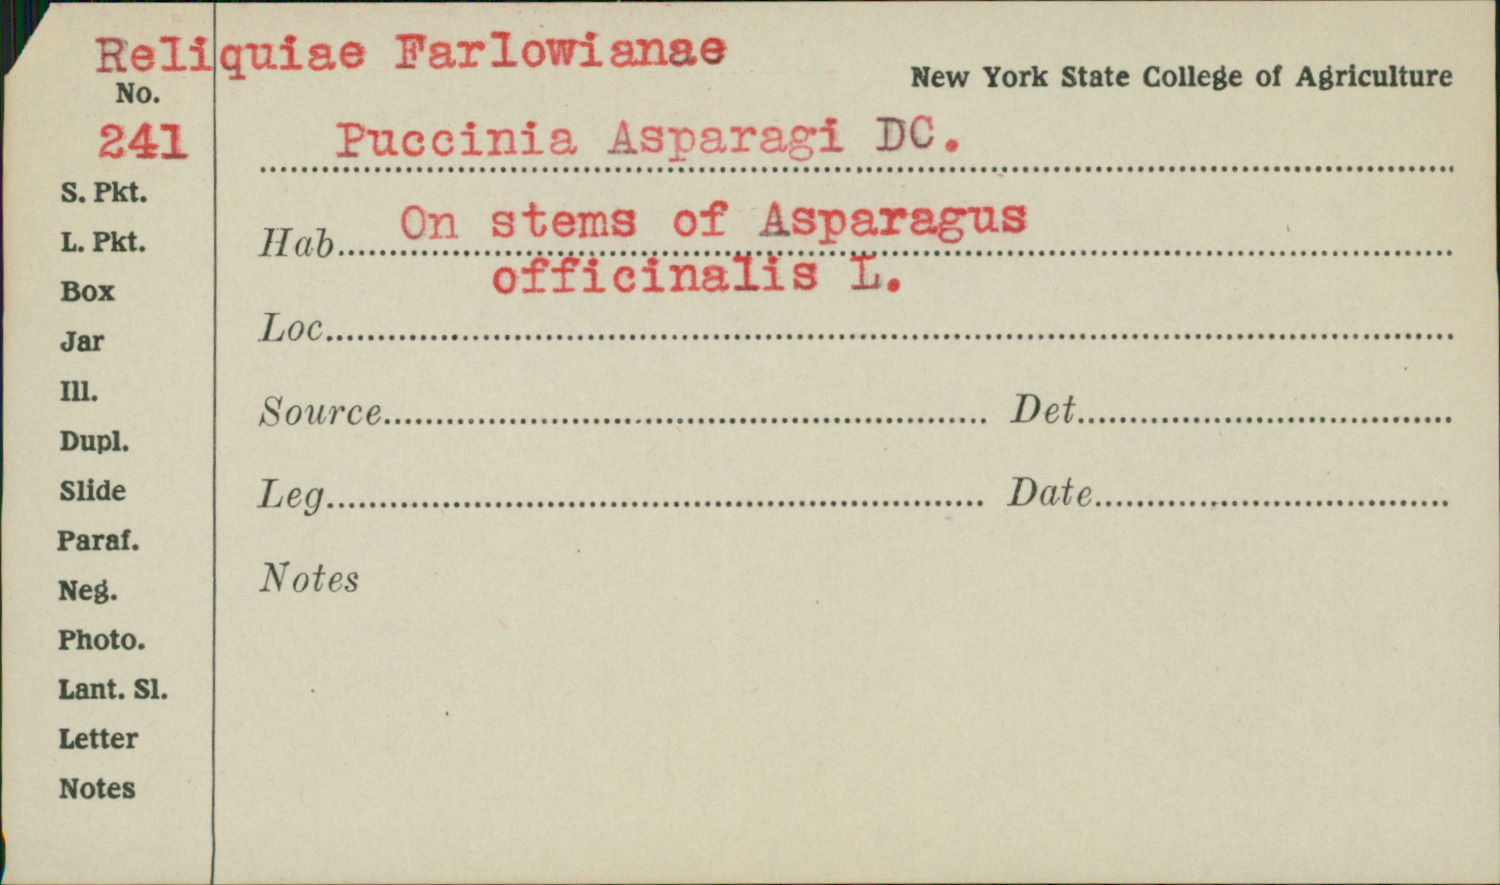 Reliquiae Farlowianae
New York State College of Agriculture
No.
241
Puccinia Asparagi DC.
S. Pkt.
L. Pkt.
Hab. On stems of Asparagus
officinalis L.
Box
Loc.
Jar
Ill.
Source Det.
Dupl.
Slide
Leg. Date
Paraf.
Neg.
Notes
Photo.
Lant. Sl.
Letter
Notes